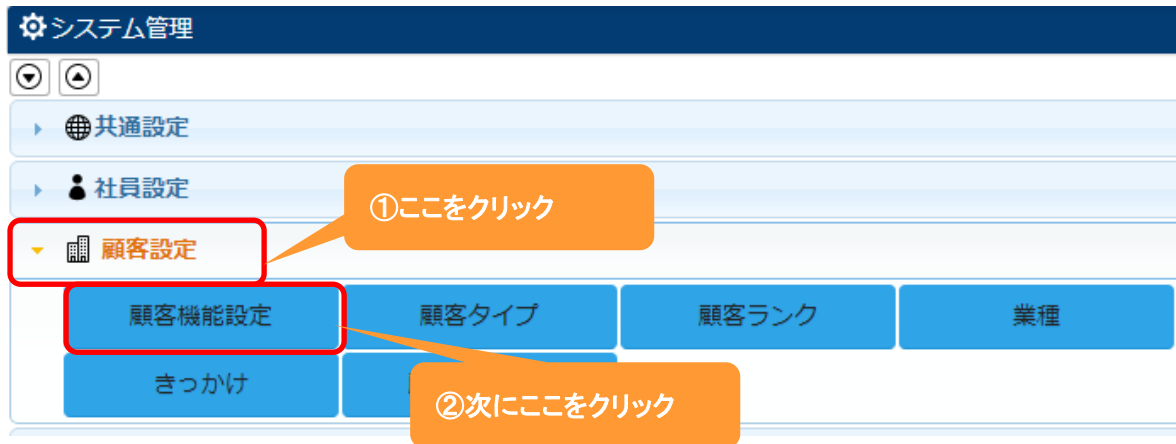 システム管理
共通設定
社員設定
①ここをクリック
顧客設定
顧客機能設定
顧客タイプ
顧客ランク
業種
きっかけ
②次にここをクリック